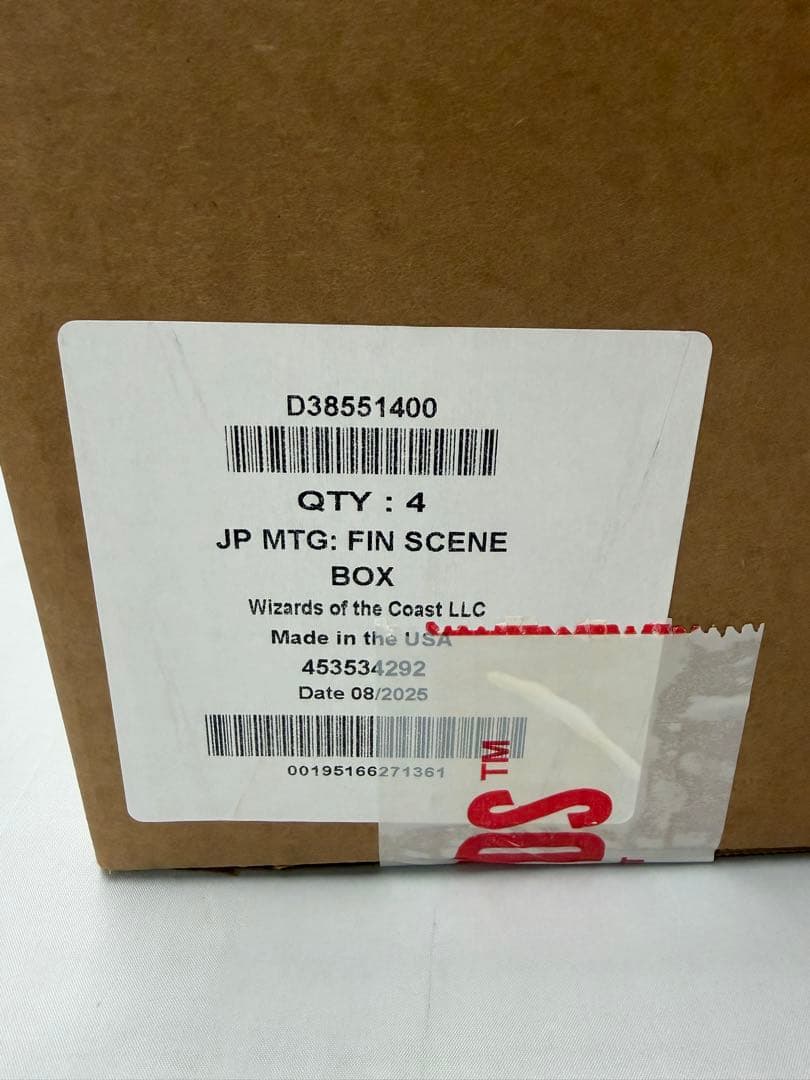 D38551400
QTY : 4
JP MTG: FIN SCENE
BOX
Wizards of the Coast LLC
Made in the USA
453534292
Date 08/2025
00195166271361
DS™